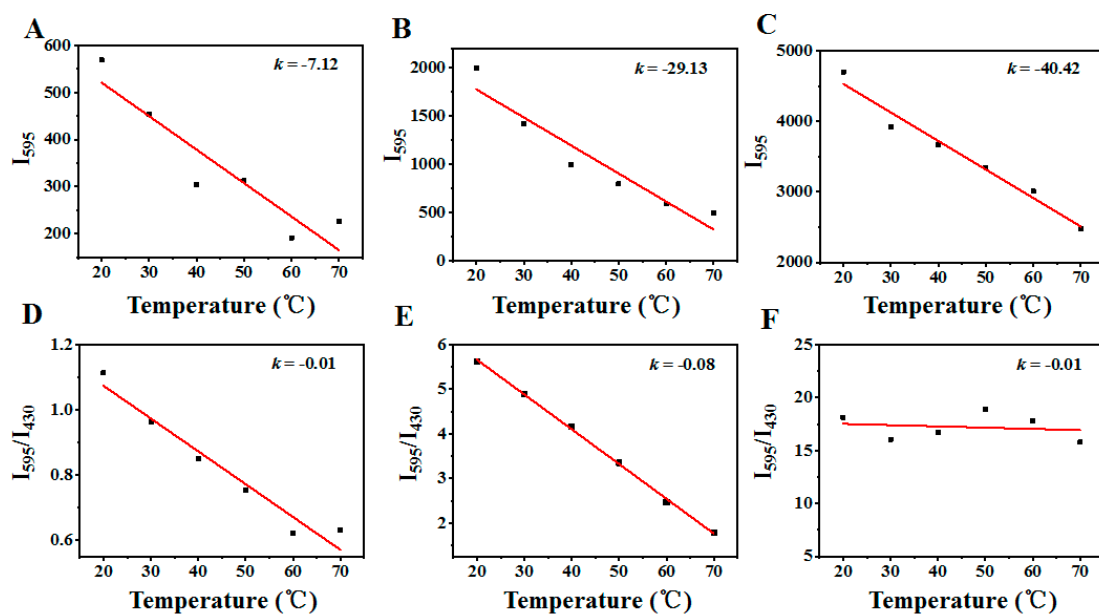 A
k = -7.12
600
500
400
300
200
I595
20 30 40 50 60 70
Temperature (℃)
B
k = -29.13
2000
1500
1000
500
0
I595
20 30 40 50 60 70
Temperature (℃)
C
k = -40.42
5000
4000
3000
2000
I595
20 30 40 50 60 70
Temperature (℃)
D
k = -0.01
1.2
1.0
0.8
0.6
I595/I430
20 30 40 50 60 70
Temperature (℃)
E
k = -0.08
6
5
4
3
2
I595/I430
20 30 40 50 60 70
Temperature (℃)
F
k = -0.01
25
20
15
10
5
I595/I430
20 30 40 50 60 70
Temperature (℃)